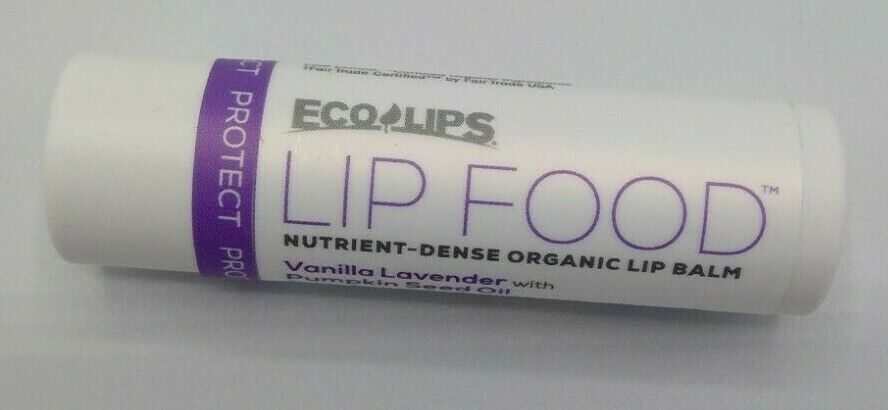 †Fair Trade Certified™ by Fair Trade USA
ECO LIPS®
LIP FOOD™
NUTRIENT-DENSE ORGANIC LIP BALM
Vanilla Lavender with
Pumpkin Seed Oil
CT PROTECT PRO